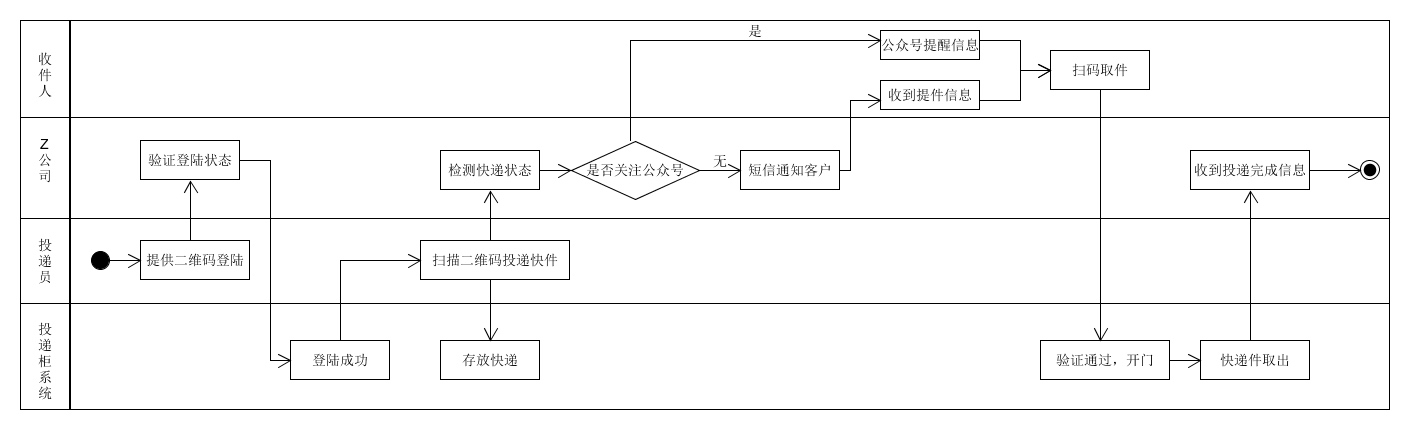 收件人
是
公众号提醒信息
收到提件信息
扫码取件
Z公司
验证登陆状态
检测快递状态
是否关注公众号
无
短信通知客户
收到投递完成信息
投递员
提供二维码登陆
扫描二维码投递快件
投递柜系统
登陆成功
存放快递
验证通过，开门
快递件取出